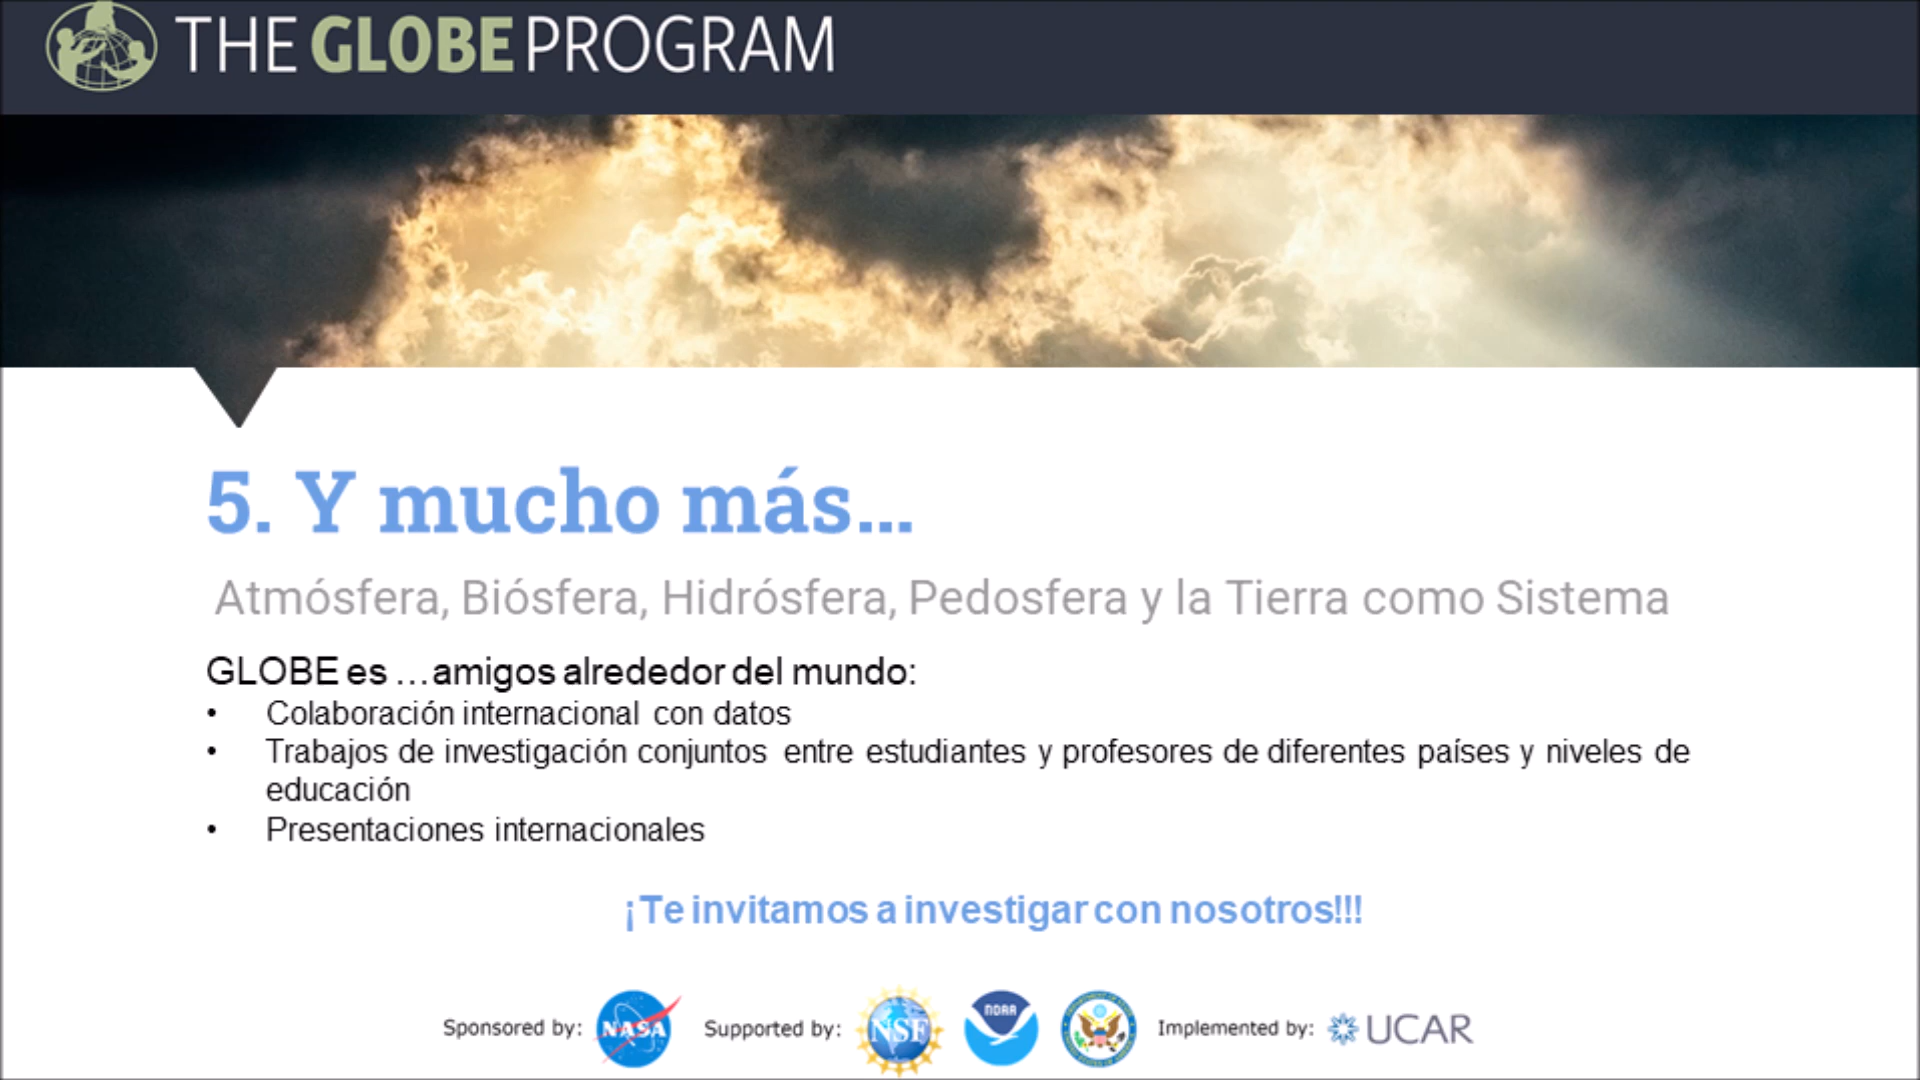 THE GLOBE PROGRAM
5. Y mucho más...
Atmósfera, Biósfera, Hidrósfera, Pedosfera y la Tierra como Sistema
GLOBE es …amigos alrededor del mundo:
• Colaboración internacional con datos
• Trabajos de investigación conjuntos entre estudiantes y profesores de diferentes países y niveles de
educación
• Presentaciones internacionales
¡Te invitamos a investigar con nosotros!!!
Sponsored by: NASA Supported by: NSF NOAA Implemented by: UCAR